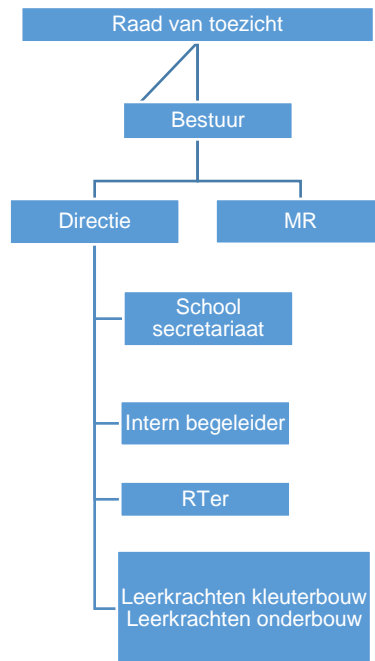 Raad van toezicht
Bestuur
Directie
MR
School
secretariaat
Intern begeleider
RTer
Leerkrachten kleuterbouw
Leerkrachten onderbouw